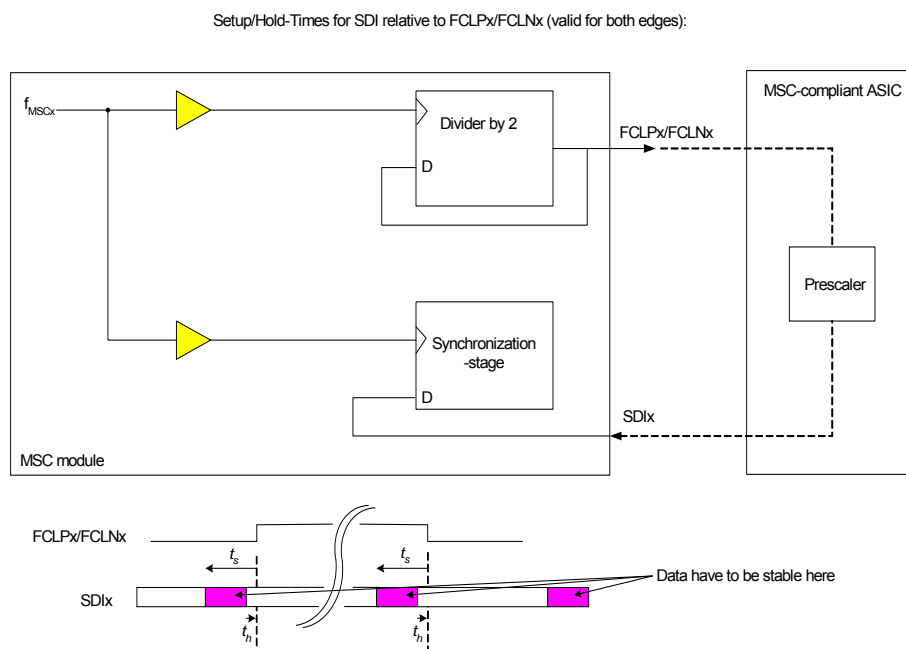 Setup/Hold-Times for SDI relative to FCLPx/FCLNx (valid for both edges):
fMSCx
Divider by 2
D
FCLPx/FCLNx
MSC-compliant ASIC
Prescaler
Synchronization
-stage
D
SDIx
MSC module
FCLPx/FCLNx
ts
ts
SDIx
Data have to be stable here
th
th